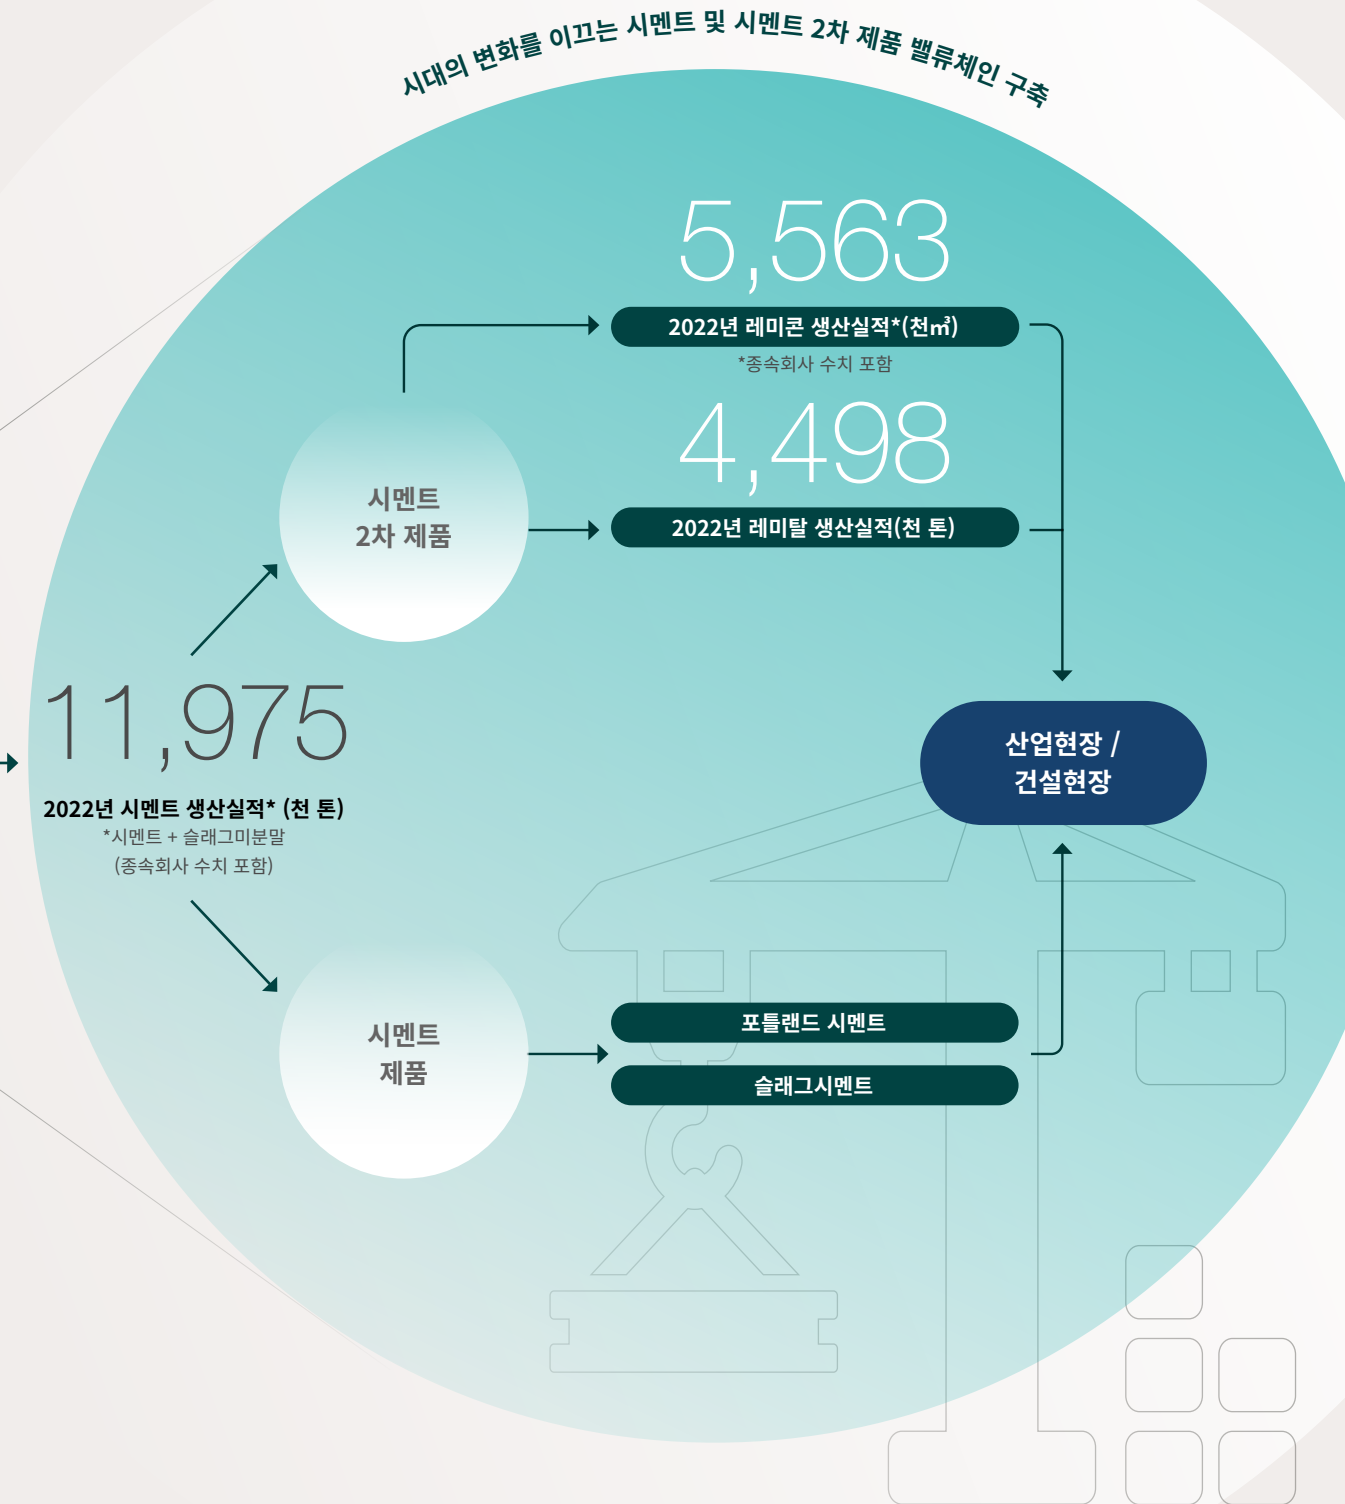 시대의 변화를 이끄는 시멘트 및 시멘트 2차 제품 밸류체인 구축
5,563
2022년 레미콘 생산실적*(천㎥)
*종속회사 수치 포함
4,498
2022년 레미탈 생산실적(천 톤)
시멘트
2차 제품
11,975
2022년 시멘트 생산실적* (천 톤)
*시멘트 + 슬래그미분말
(종속회사 수치 포함)
산업현장 /
건설현장
시멘트
제품
포틀랜드 시멘트
슬래그시멘트